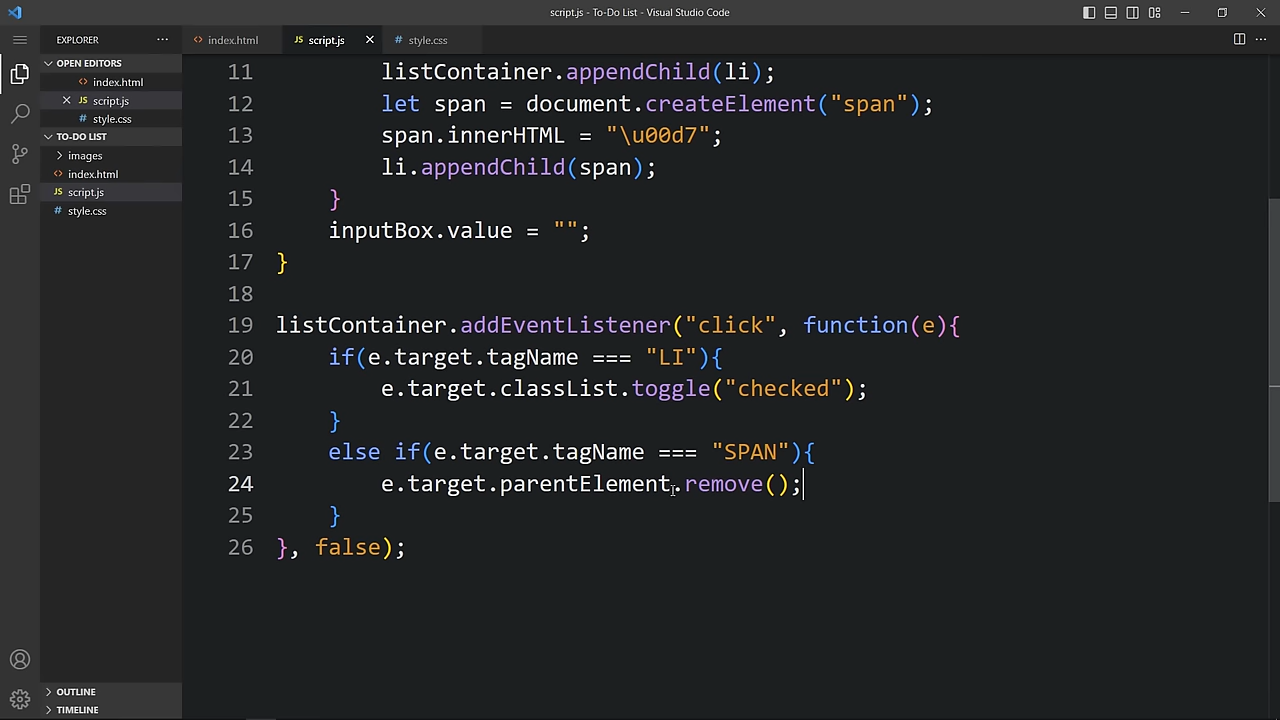 script.js - To-Do List - Visual Studio Code
EXPLORER
OPEN EDITORS
<> index.html
JS script.js
# style.css
TO-DO LIST
images
<> index.html
JS script.js
# style.css
OUTLINE
TIMELINE
<> index.html
JS script.js
# style.css
11 listContainer.appendChild(li);
12 let span = document.createElement("span");
13 span.innerHTML = "\u00d7";
14 li.appendChild(span);
15 }
16 inputBox.value = "";
17 }
18
19 listContainer.addEventListener("click", function(e){
20 if(e.target.tagName === "LI"){
21 e.target.classList.toggle("checked");
22 }
23 else if(e.target.tagName === "SPAN"){
24 e.target.parentElement.remove();
25 }
26 }, false);